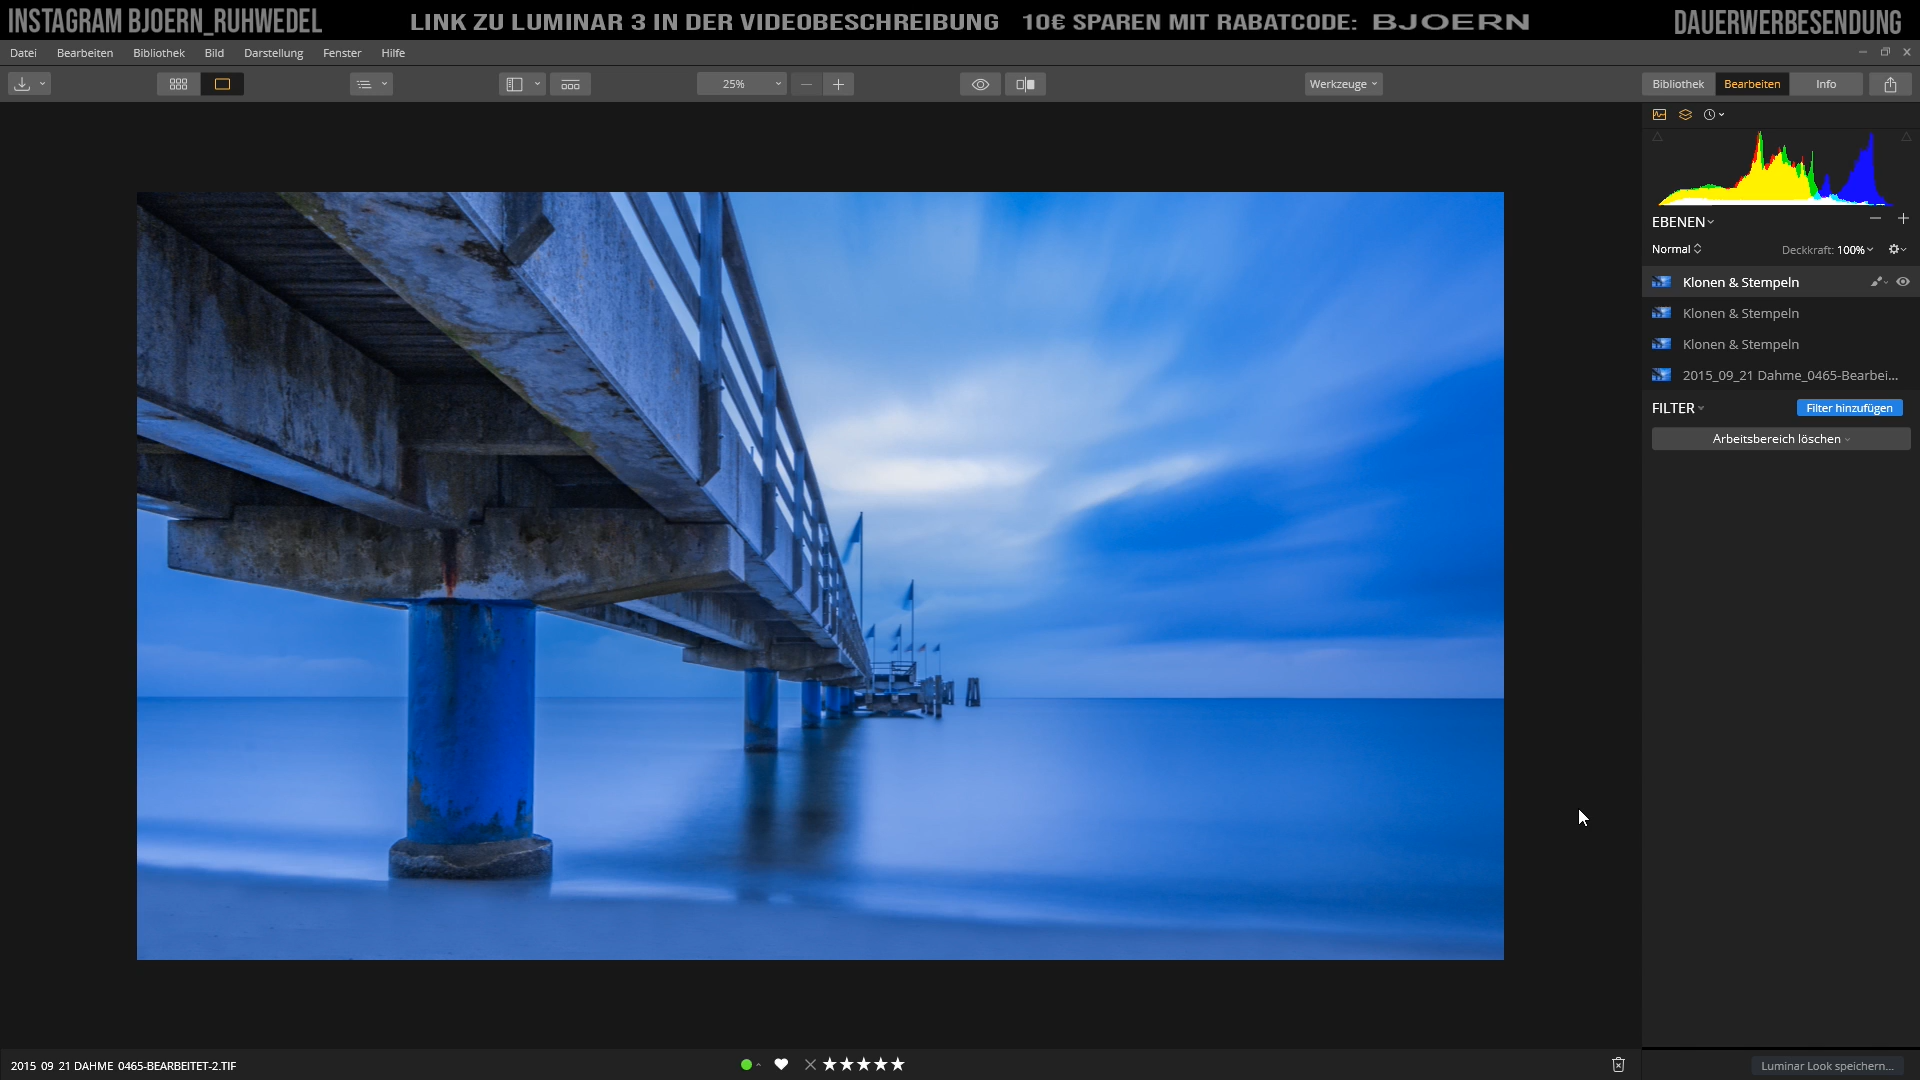 INSTAGRAM BJOERN_RUHWEDEL LINK ZU LUMINAR 3 IN DER VIDEOBESCHREIBUNG 10€ SPAREN MIT RABATCODE: BJOERN DAUERWERBESENDUNG
Datei Bearbeiten Bibliothek Bild Darstellung Fenster Hilfe
25% Werkzeuge Bibliothek Bearbeiten Info
EBENEN
Normal Deckkraft: 100%
Klonen & Stempeln
Klonen & Stempeln
Klonen & Stempeln
2015_09_21 Dahme_0465-Bearbei...
FILTER Filter hinzufügen
Arbeitsbereich löschen
2015 09 21 DAHME 0465-BEARBEITET-2.TIF Luminar Look speichern...